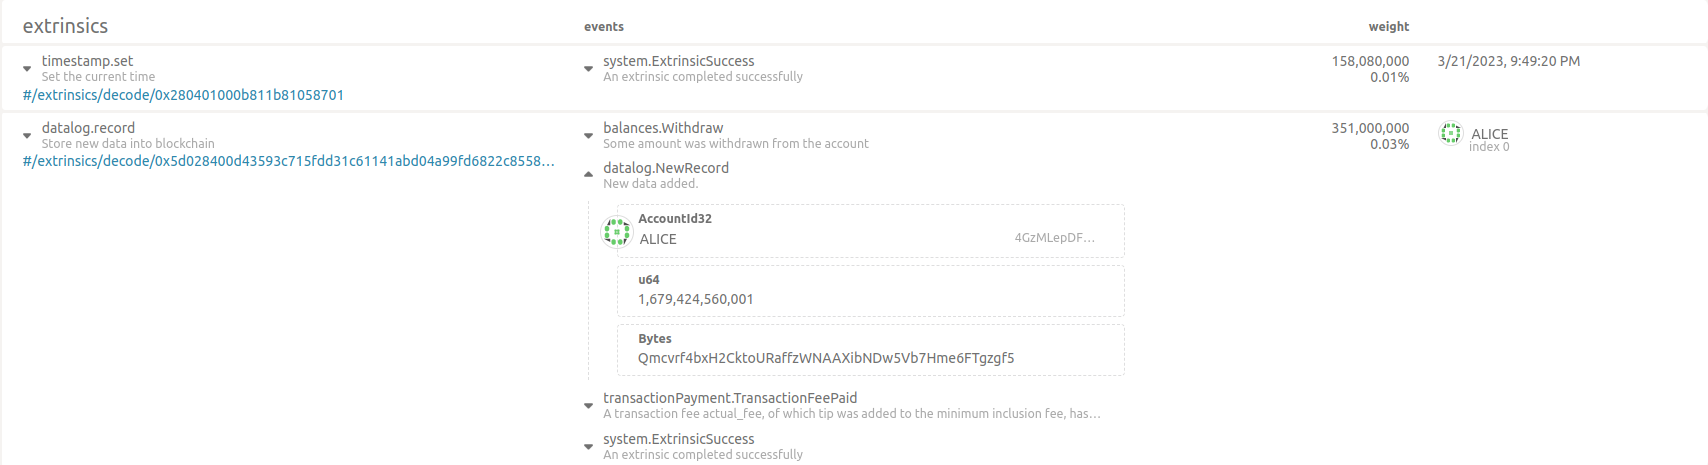 extrinsics events weight
timestamp.set system.ExtrinsicSuccess 158,080,000 3/21/2023, 9:49:20 PM
Set the current time An extrinsic completed successfully 0.01%
#/extrinsics/decode/0x280401000b811b81058701
datalog.record balances.Withdraw 351,000,000 ALICE
Store new data into blockchain Some amount was withdrawn from the account 0.03% index 0
#/extrinsics/decode/0x5d028400d43593c715fdd31c61141abd04a99fd6822c8558...
datalog.NewRecord
New data added.
AccountId32
ALICE 4GzMLepDF...
u64
1,679,424,560,001
Bytes
Qmcvrf4bxH2CktoURaffzWNAAXibNDw5Vb7Hme6FTgzgf5
transactionPayment.TransactionFeePaid
A transaction fee actual_fee, of which tip was added to the minimum inclusion fee, has...
system.ExtrinsicSuccess
An extrinsic completed successfully